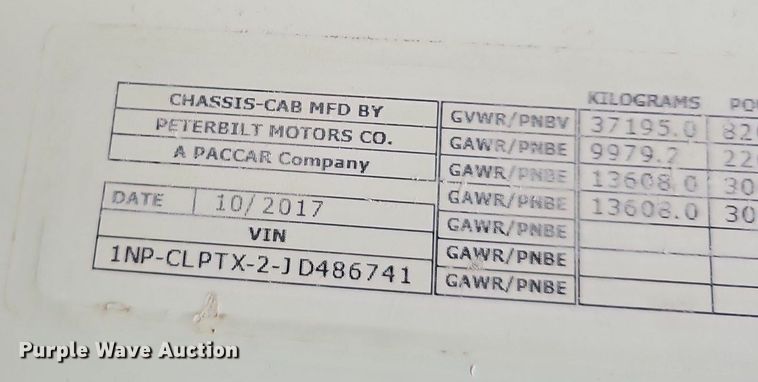 KILOGRAMS
CHASSIS-CAB MFD BY
PETERBILT MOTORS CO.
A PACCAR Company
GVWR/PNBV 37195.0
GAWR/PNBE 9979.2
GAWR/PNBE 13608.0
GAWR/PNBE 13608.0
GAWR/PNBE
GAWR/PNBE
GAWR/PNBE
DATE 10/2017
VIN
1NP-CLPTX-2-JD486741
Purple Wave Auction